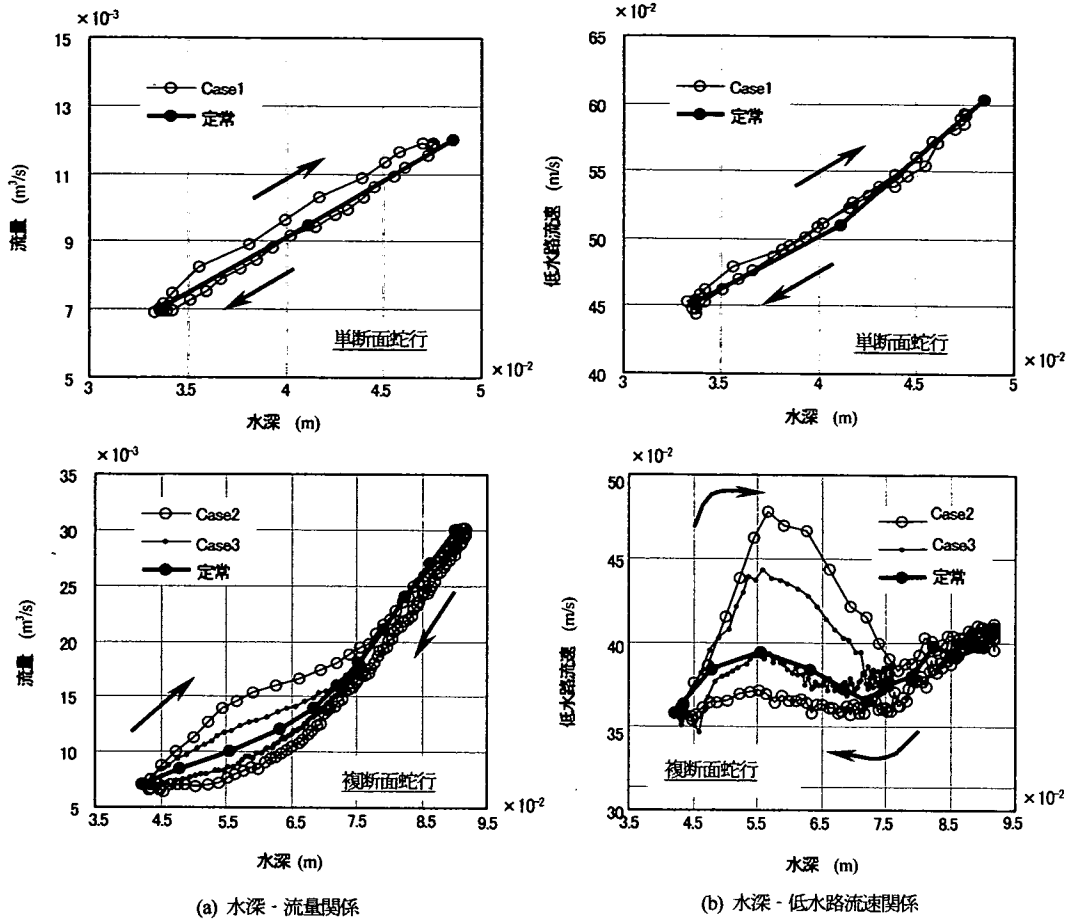 ×10⁻³
15
13
11
9
7
5
流量 (m³/s)
Case1
定常
単断面蛇行
3
3.5
4
4.5
5
×10⁻²
水深 (m)
×10⁻²
65
60
55
50
45
40
低水路流速 (m/s)
Case1
定常
単断面蛇行
3
3.5
4
4.5
5
×10⁻²
水深 (m)
×10⁻³
35
30
25
20
15
10
5
流量 (m³/s)
Case2
Case3
定常
複断面蛇行
3.5
4.5
5.5
6.5
7.5
8.5
9.5
×10⁻²
水深 (m)
×10⁻²
50
45
40
35
30
低水路流速 (m/s)
Case2
Case3
定常
複断面蛇行
3.5
4.5
5.5
6.5
7.5
8.5
9.5
×10⁻²
水深 (m)
(a) 水深 - 流量関係
(b) 水深 - 低水路流速関係